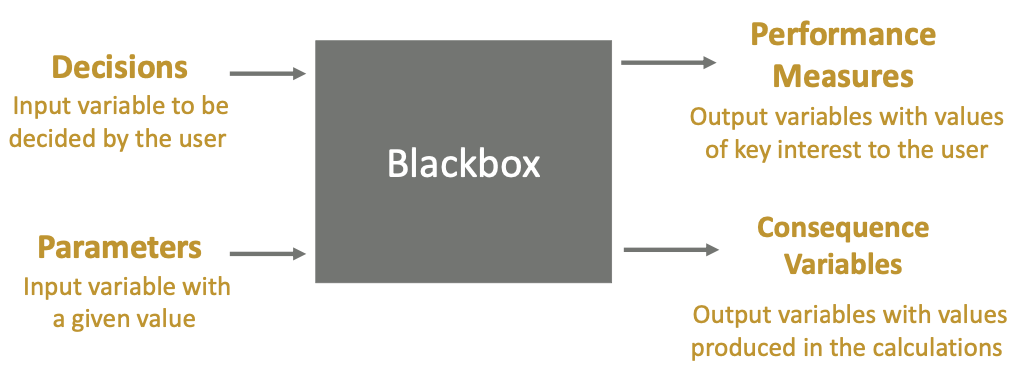 Decisions
Input variable to be
decided by the user
Parameters
Input variable with
a given value
Blackbox
Performance
Measures
Output variables with values
of key interest to the user
Consequence
Variables
Output variables with values
produced in the calculations